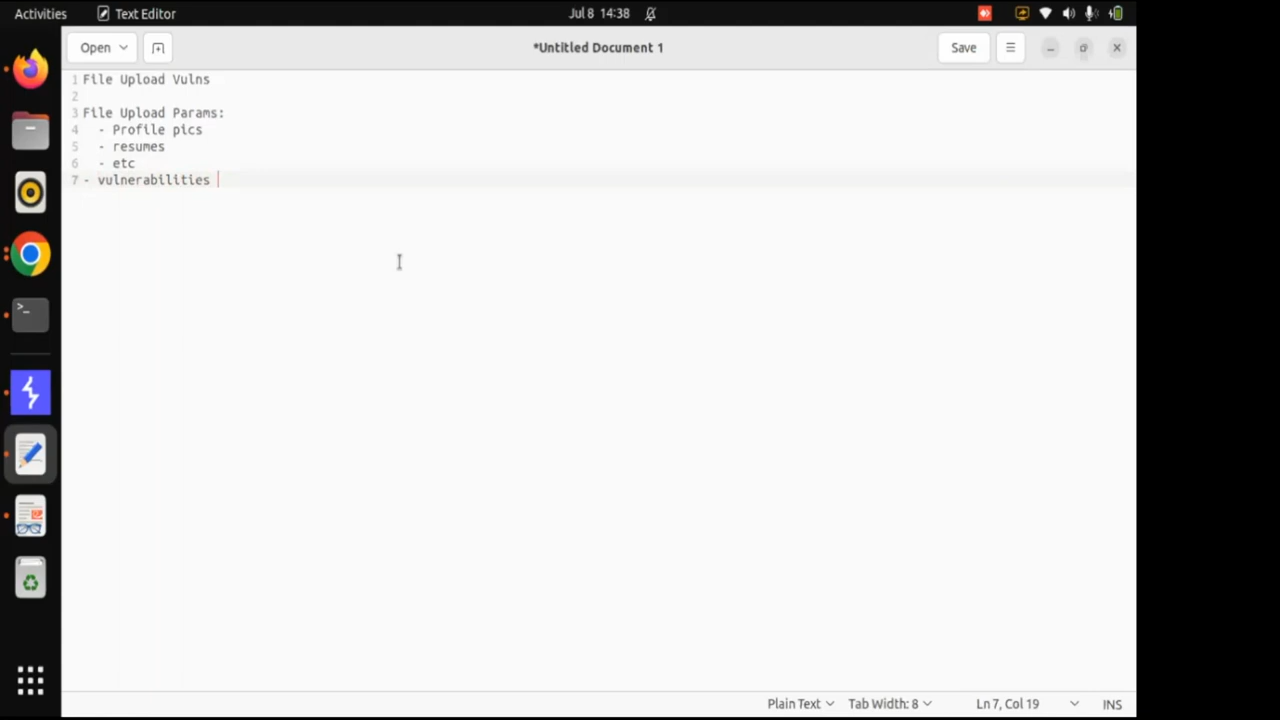 Activities Text Editor Jul 8 14:38
Open *Untitled Document 1 Save
1 File Upload Vulns
2
3 File Upload Params:
4 - Profile pics
5 - resumes
6 - etc
7 - vulnerabilities
Plain Text Tab Width: 8 Ln 7, Col 19 INS